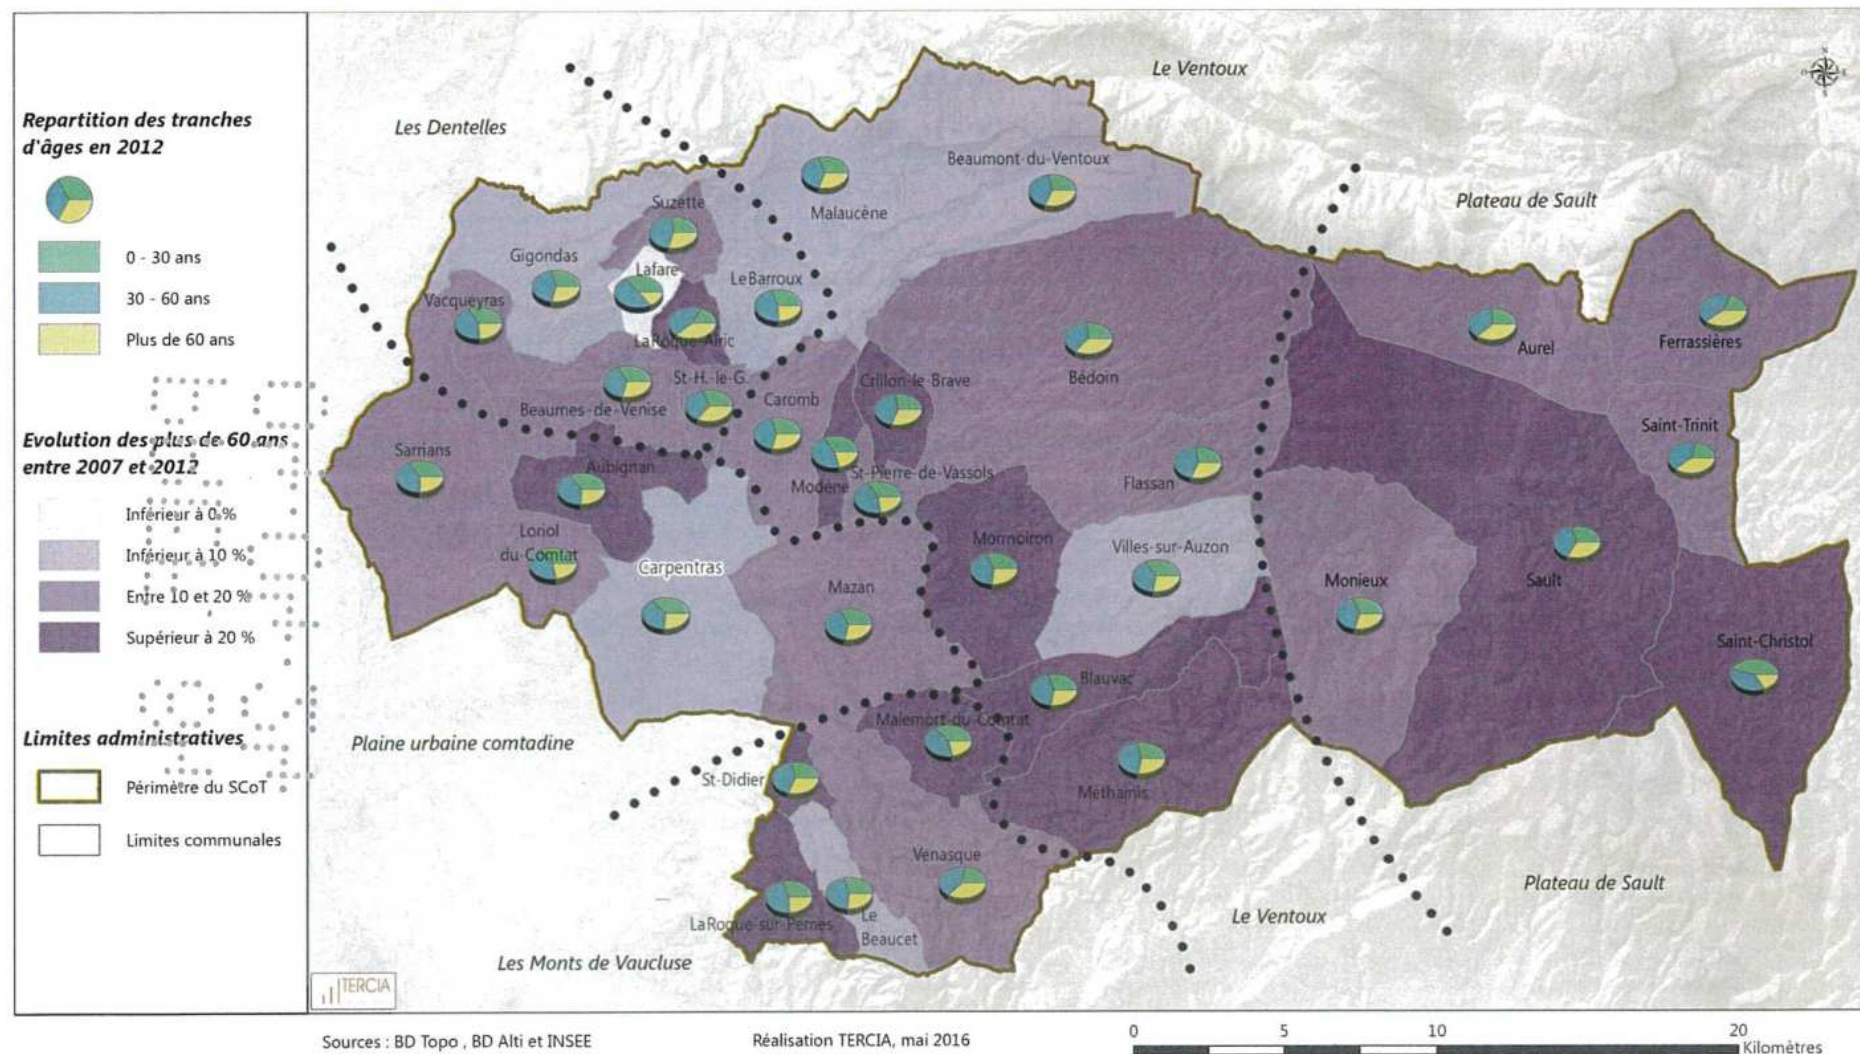 Repartition des tranches
d'âges en 2012
0 - 30 ans
30 - 60 ans
Plus de 60 ans
Evolution des plus de 60 ans
entre 2007 et 2012
Inférieur à 0 %
Inférieur à 10 %
Entre 10 et 20 %
Supérieur à 20 %
Limites administratives
Périmètre du SCoT
Limites communales
Le Ventoux
Les Dentelles
Beaumont-du-Ventoux
Plateau de Sault
Malaucène
Suzette
Gigondas
Lafare
Le Barroux
Vacqueyras
La Roque-Alric
Aurel
Ferrassières
St-H.-le-G.
Crillon-le-Brave
Bédoin
Beaumes-de-Venise
Caromb
Saint-Trinit
Sarrians
Aubignan
St-Pierre-de-Vassols
Modène
Flassan
Loriol
du-Comtat
Carpentras
Mormoiron
Villes-sur-Auzon
Mazan
Monieux
Sault
Saint-Christol
Blauvac
Malemort-du-Comtat
Plaine urbaine comtadine
St-Didier
Méthamis
Venasque
Plateau de Sault
La Roque-sur-Pernes
Le
Beaucet
Le Ventoux
Les Monts de Vaucluse
TERCIA
Sources : BD Topo , BD Alti et INSEE
Réalisation TERCIA, mai 2016
0 5 10 20
Kilomètres
N
O E
S